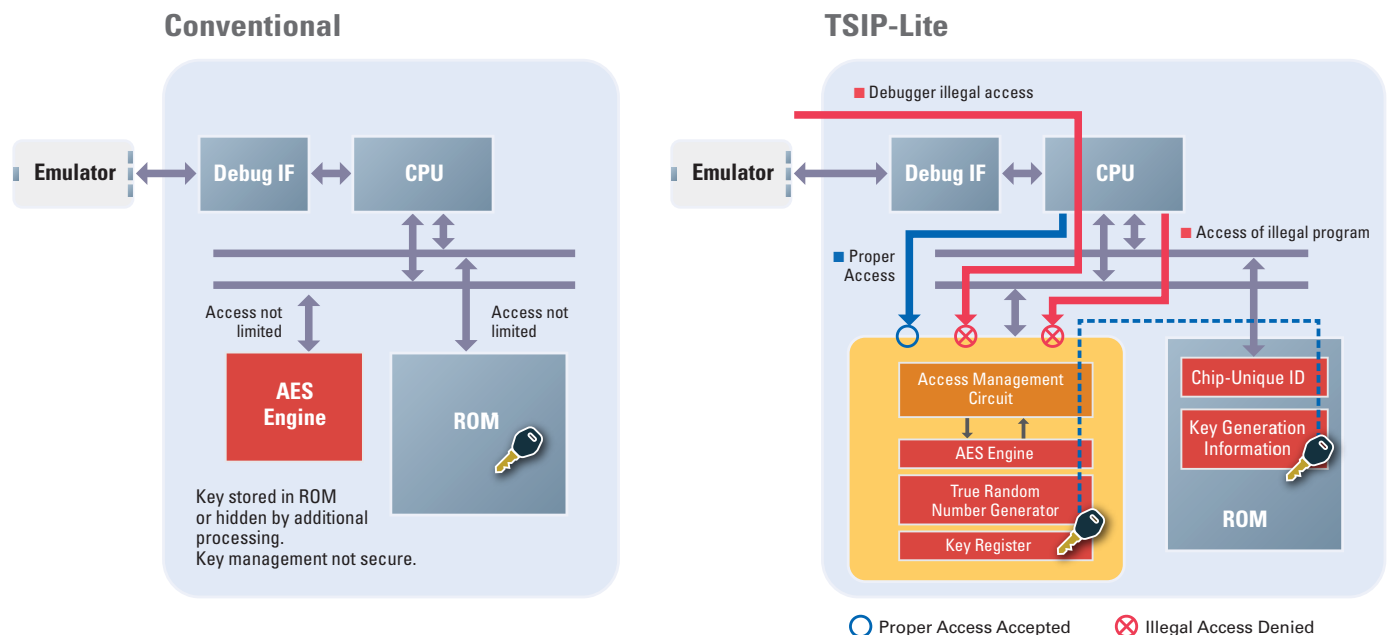 Conventional
Emulator
Debug IF
CPU
Access not
limited
Access not
limited
AES
Engine
ROM
Key stored in ROM
or hidden by additional
processing.
Key management not secure.
TSIP-Lite
Debugger illegal access
Emulator
Debug IF
CPU
Access of illegal program
Proper
Access
Access Management
Circuit
AES Engine
True Random
Number Generator
Key Register
Chip-Unique ID
Key Generation
Information
ROM
Proper Access Accepted
Illegal Access Denied